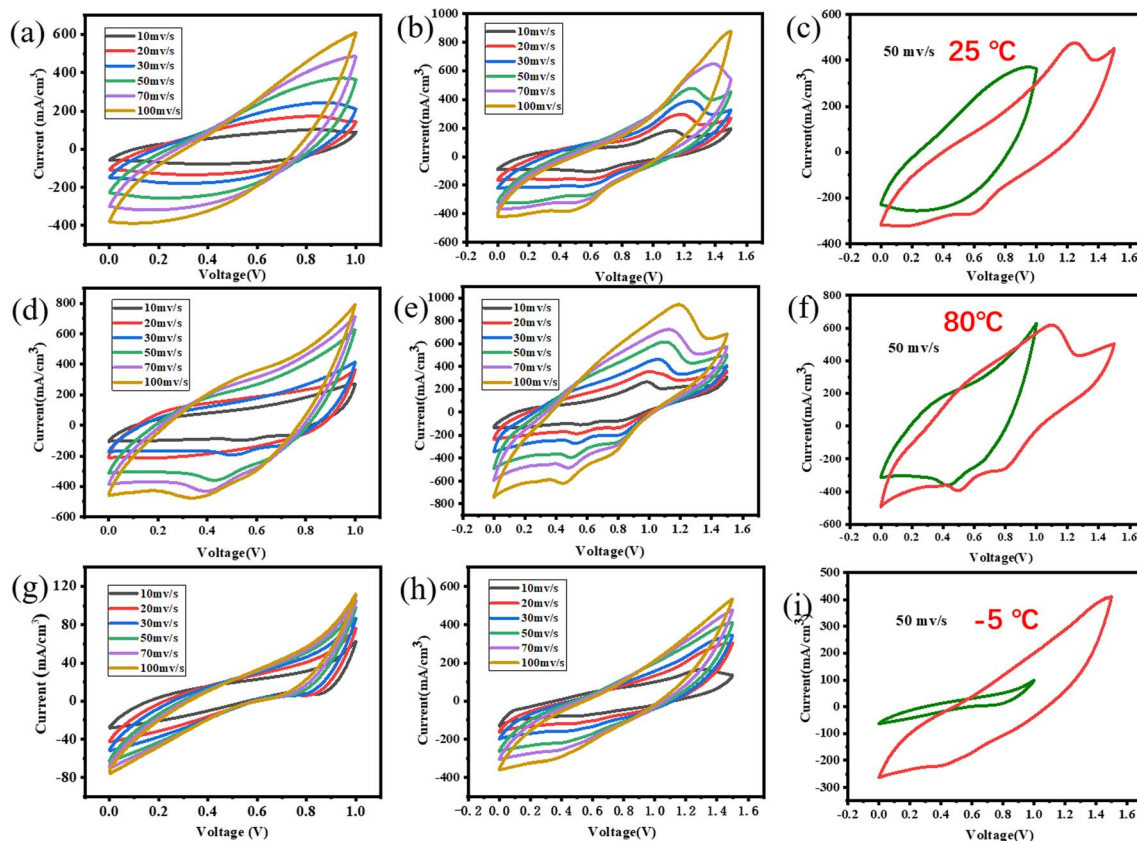 (a)
10mv/s
20mv/s
30mv/s
50mv/s
70mv/s
100mv/s
600
400
200
0
-200
-400
Current (mA/cm³)
0.0 0.2 0.4 0.6 0.8 1.0
Voltage(V)
(b)
10mv/s
20mv/s
30mv/s
50mv/s
70mv/s
100mv/s
1000
800
600
400
200
0
-200
-400
-600
Current(mA/cm³)
-0.2 0.0 0.2 0.4 0.6 0.8 1.0 1.2 1.4 1.6
Voltage(V)
(c)
50 mv/s 25 °C
600
400
200
0
-200
-400
Current(mA/cm³)
-0.2 0.0 0.2 0.4 0.6 0.8 1.0 1.2 1.4 1.6
Voltage(V)
(d)
10mv/s
20mv/s
30mv/s
50mv/s
70mv/s
100mv/s
800
600
400
200
0
-200
-400
-600
Current(mA/cm³)
0.0 0.2 0.4 0.6 0.8 1.0
Voltage(V)
(e)
10mv/s
20mv/s
30mv/s
50mv/s
70mv/s
100mv/s
1000
800
600
400
200
0
-200
-400
-600
-800
Current(mA/cm³)
-0.2 0.0 0.2 0.4 0.6 0.8 1.0 1.2 1.4 1.6
Voltage(V)
(f)
80°C
50 mv/s
800
600
400
200
0
-200
-400
-600
Current(mA/cm³)
-0.2 0.0 0.2 0.4 0.6 0.8 1.0 1.2 1.4 1.6
Voltage(V)
(g)
10mv/s
20mv/s
30mv/s
50mv/s
70mv/s
100mv/s
120
80
40
0
-40
-80
Current (mA/cm³)
0.0 0.2 0.4 0.6 0.8 1.0
Voltage (V)
(h)
10mv/s
20mv/s
30mv/s
50mv/s
70mv/s
100mv/s
600
400
200
0
-200
-400
Current(mA/cm³)
-0.2 0.0 0.2 0.4 0.6 0.8 1.0 1.2 1.4 1.6
Voltage (V)
(i)
50 mv/s -5 °C
400
300
200
100
0
-100
-200
-300
Current(mA/cm³)
-0.2 0.0 0.2 0.4 0.6 0.8 1.0 1.2 1.4 1.6
Voltage(V)